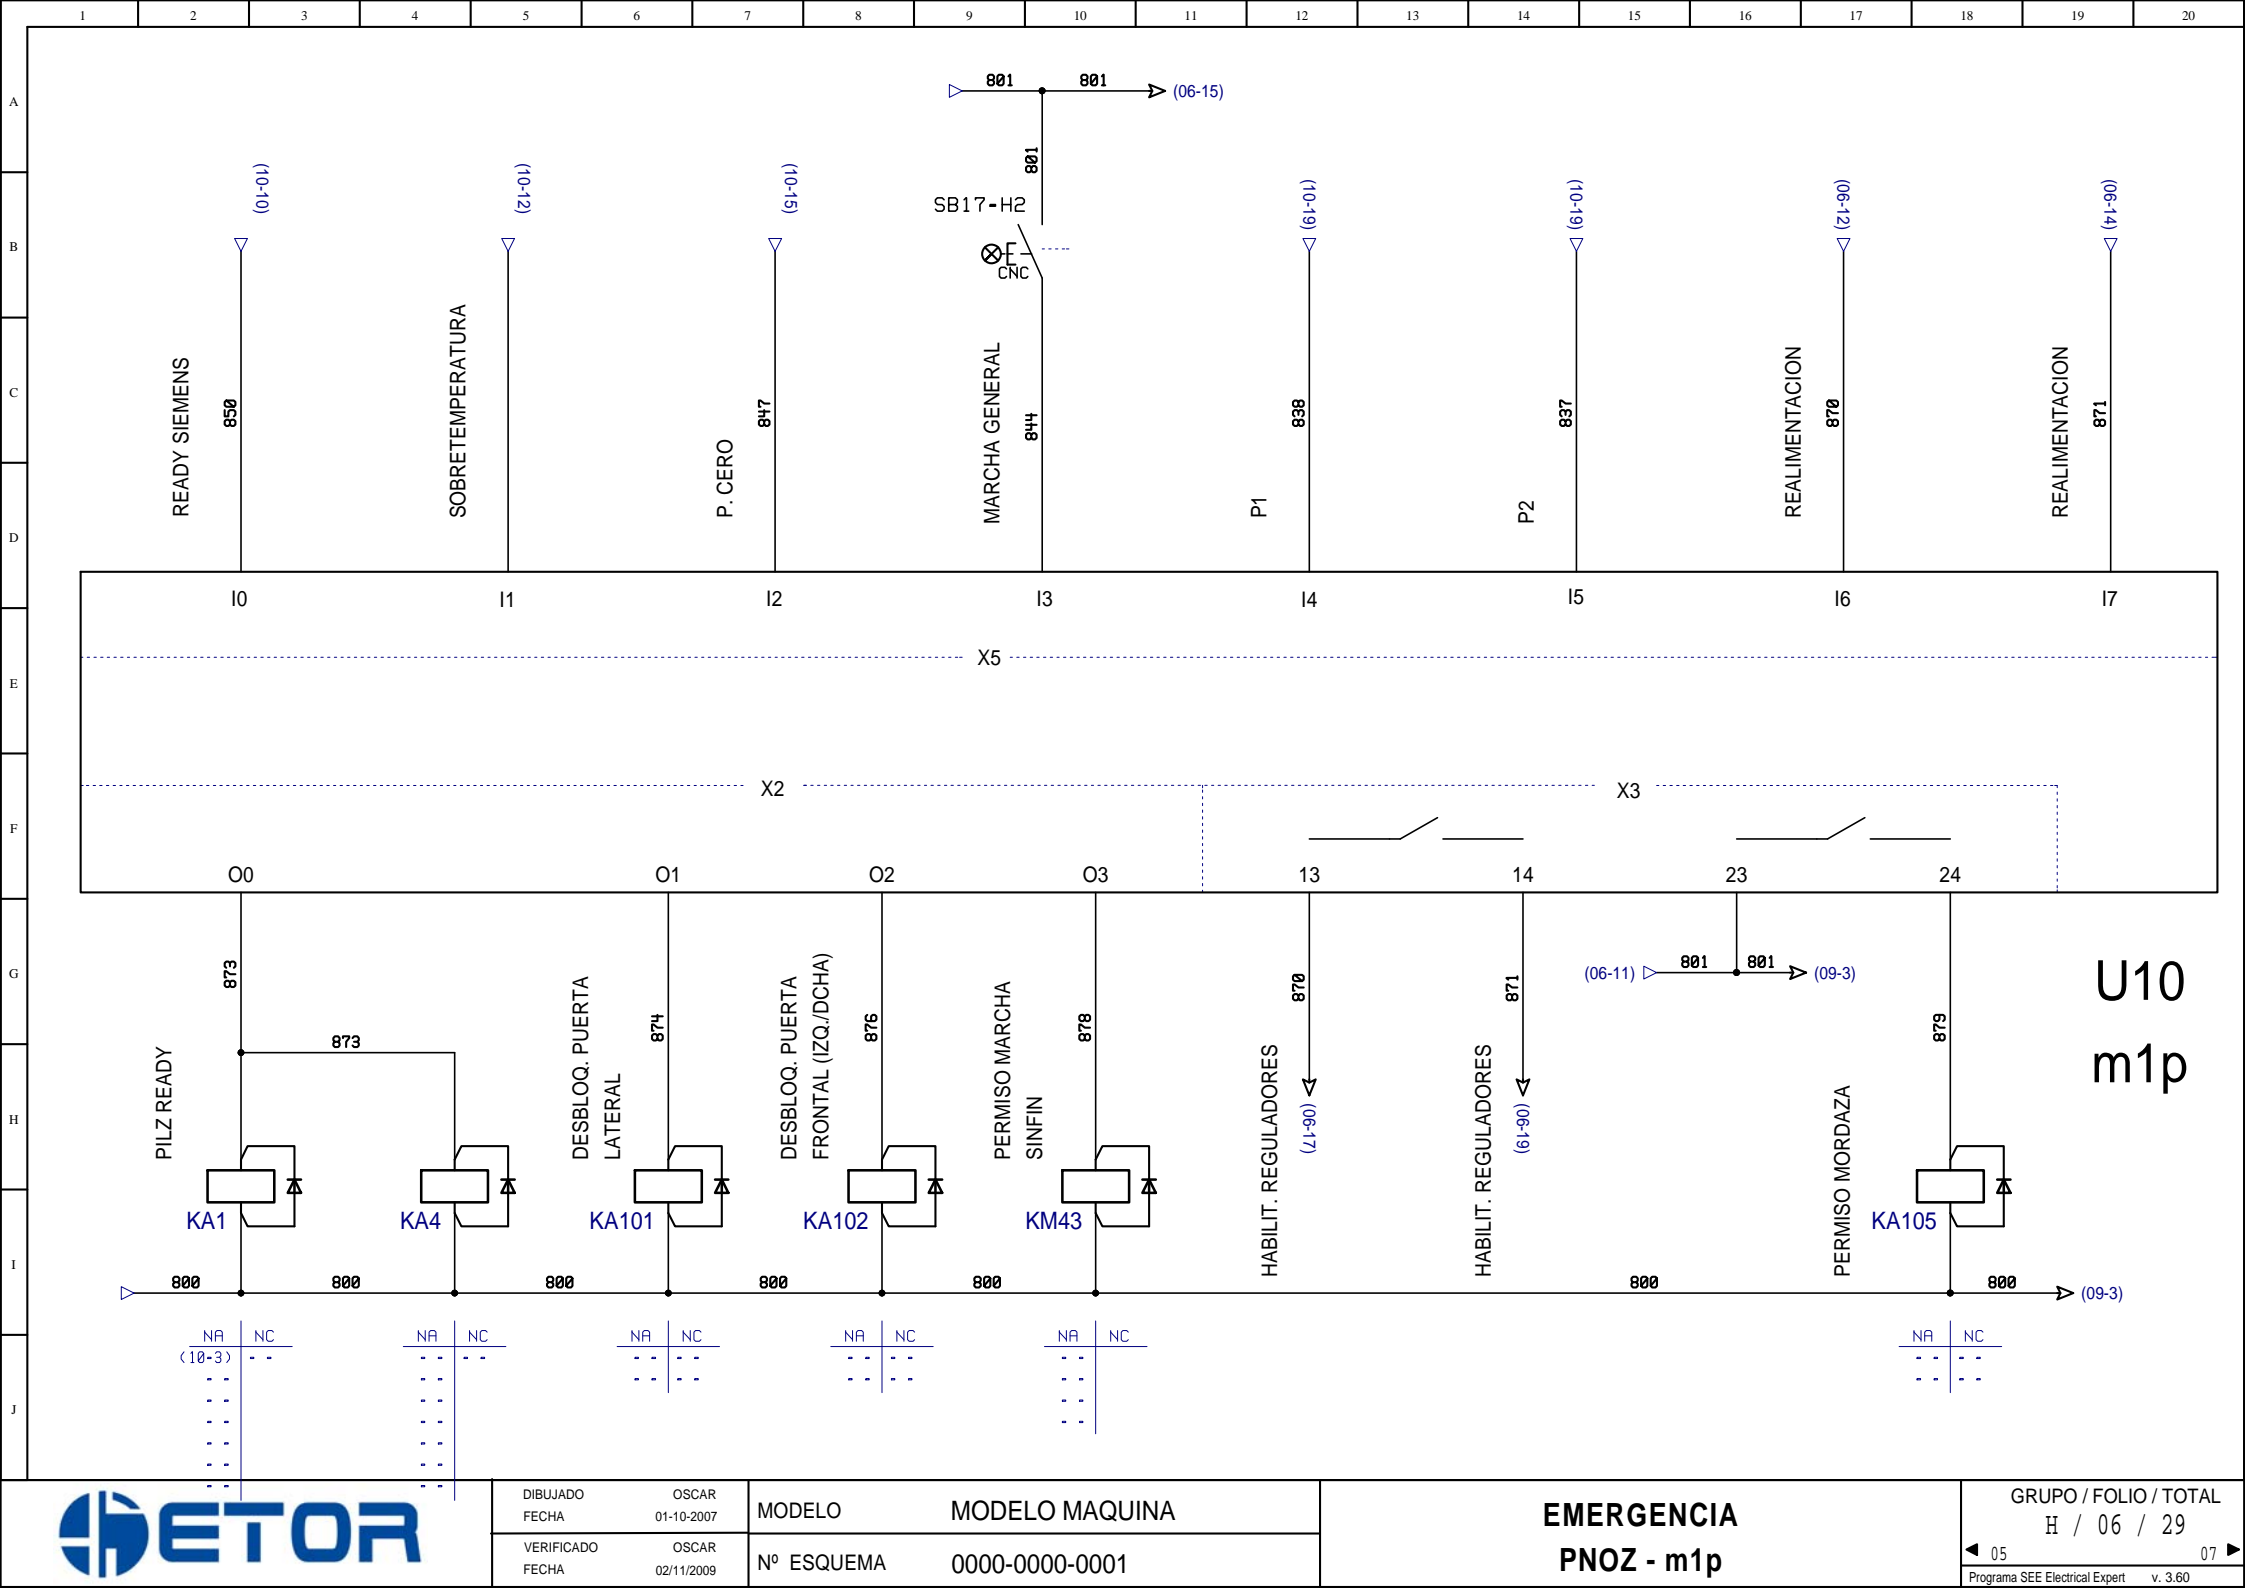 1 2 3 4 5 6 7 8 9 10 11 12 13 14 15 16 17 18 19 20
A
B
C
D
E
F
G
H
I
J
801 801 (06-15)
801
(10-10) (10-12) (10-15) (10-19) (10-19) (06-12) (06-14)
SB17-H2
CNC
READY SIEMENS
850
SOBRETEMPERATURA
P. CERO
847
MARCHA GENERAL
844
P1
838
P2
837
REALIMENTACION
870
REALIMENTACION
871
I0 I1 I2 I3 I4 I5 I6 I7
X5
X2 X3
O0 O1 O2 O3 13 14 23 24
873
873
PILZ READY
DESBLOQ. PUERTA
LATERAL
874
DESBLOQ. PUERTA
FRONTAL (IZQ./DCHA)
876
PERMISO MARCHA
SINFIN
878
HABILIT. REGULADORES
870
(06-17)
HABILIT. REGULADORES
871
(06-19)
(06-11) 801 801 (09-3)
PERMISO MORDAZA
879
U10
m1p
KA1 KA4 KA101 KA102 KM43 KA105
800 800 800 800 800 800 800 (09-3)
NA NC NA NC NA NC NA NC NA NC NA NC
(10-3) - - - - - - - - - - - - - - - - - - - -
- - - - - - - - - - - - - - - - - -
- - - - - -
- - - - - -
- - - -
- - - -
- - - -
ETOR
DIBUJADO OSCAR
FECHA 01-10-2007
VERIFICADO OSCAR
FECHA 02/11/2009
MODELO MODELO MAQUINA
Nº ESQUEMA 0000-0000-0001
EMERGENCIA
PNOZ - m1p
GRUPO / FOLIO / TOTAL
H / 06 / 29
05 07
Programa SEE Electrical Expert v. 3.60